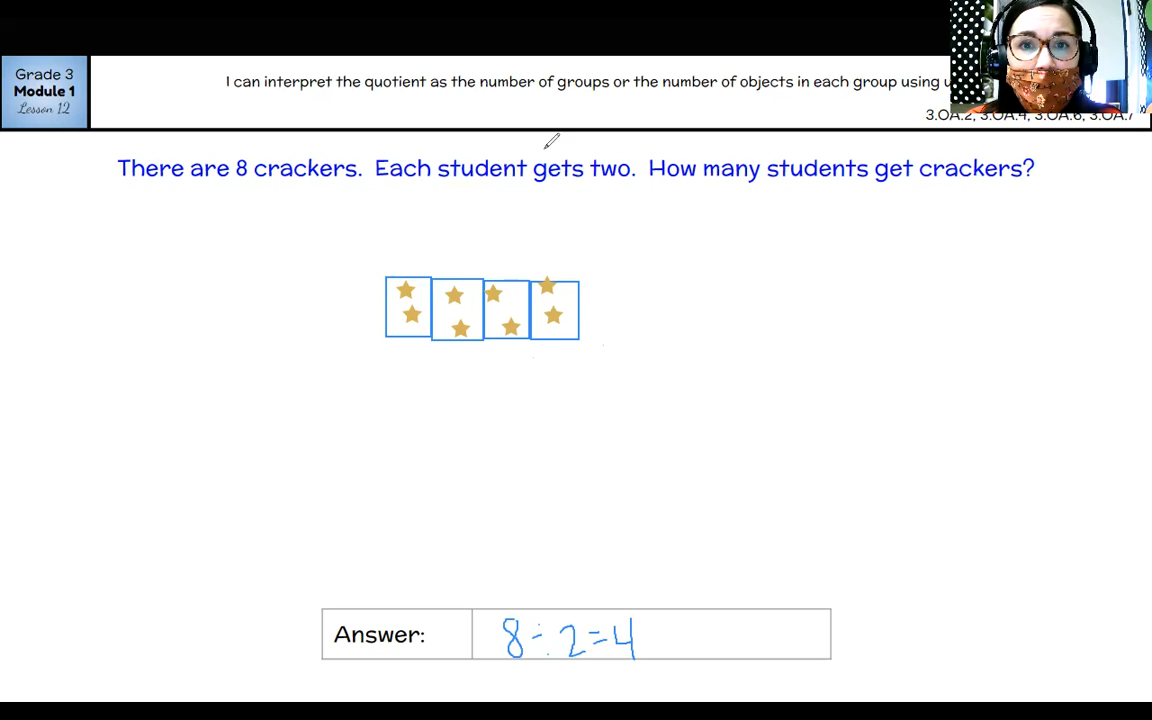 Grade 3
Module 1
Lesson 12
I can interpret the quotient as the number of groups or the number of objects in each group using
3.OA.2, 3.OA.4, 3.OA.6, 3.OA.7
There are 8 crackers. Each student gets two. How many students get crackers?
Answer: 8 ÷ 2 = 4